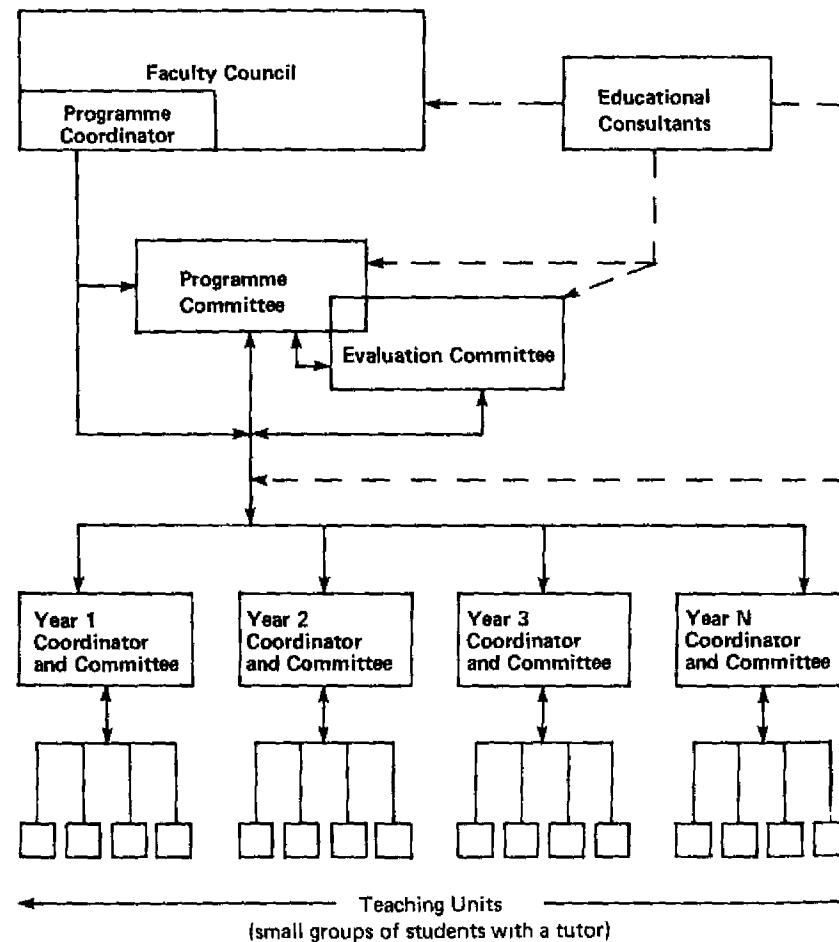 Faculty Council
Programme
Coordinator
Educational
Consultants
Programme
Committee
Evaluation Committee
Year 1
Coordinator
and Committee
Year 2
Coordinator
and Committee
Year 3
Coordinator
and Committee
Year N
Coordinator
and Committee
Teaching Units
(small groups of students with a tutor)